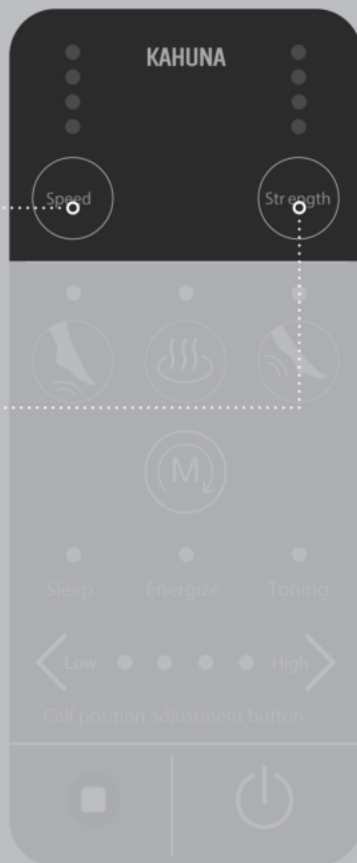 KAHUNA
Speed
Strength
M
Sleep Energize Toning
Low High
Calf position adjustment button